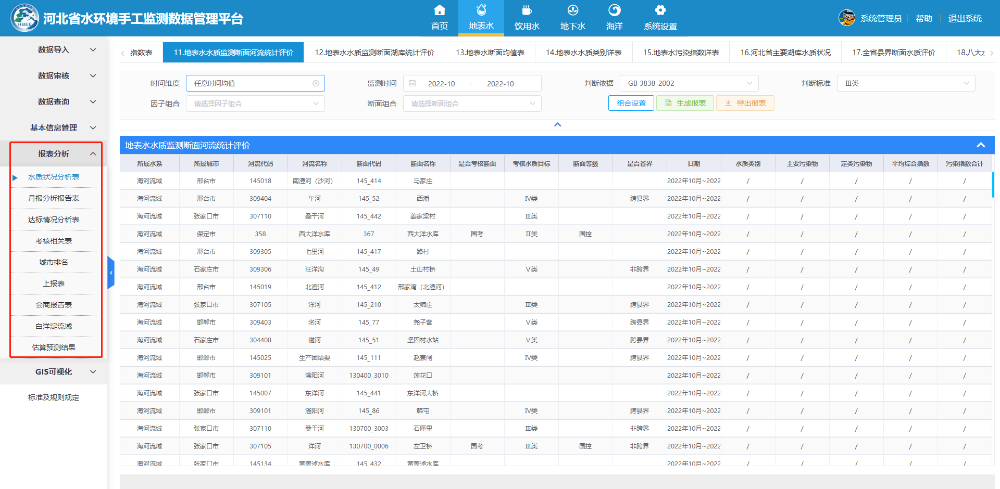 HBEE
河北省水环境手工监测数据管理平台
首页 地表水 饮用水 地下水 海洋 系统设置
系统管理员 帮助 退出系统
数据导入
数据审核
数据查询
基本信息管理
报表分析
水质状况分析表
月报分析报告表
达标情况分析表
考核相关表
城市排名
上报表
会商报告表
白洋淀流域
估算预测结果
GIS可视化
标准及规则规定
指数表 11.地表水水质监测断面河流统计评价 12.地表水水质监测断面湖库统计评价 13.地表水断面均值表 14.地表水水质类别详表 15.地表水污染指数详表 16.河北省主要湖库水质状况 17.全省县界断面水质评价 18.八大
时间维度 任意时间均值 监测时间 2022-10 - 2022-10 判断依据 GB 3838-2002 判断标准 Ⅲ类
因子组合 请选择因子组合 断面组合 请选择断面组合 组合设置 生成报表 导出报表
地表水水质监测断面河流统计评价
所属水系 所属城市 河流代码 河流名称 断面代码 断面名称 是否考核断面 考核水质目标 断面等级 是否省界 日期 水质类别 主要污染物 定类污染物 平均综合指数 污染指数合计
海河流域 邢台市 145018 南澧河（沙河） 145_414 马家庄 2022年10月~2022 / / / / /
海河流域 邢台市 309404 午河 145_52 西潘 Ⅳ类 跨县界 2022年10月~2022 / / / / /
海河流域 张家口市 307110 桑干河 145_442 姜家梁村 Ⅲ类 2022年10月~2022 / / / / /
海河流域 保定市 358 西大洋水库 367 西大洋水库 国考 Ⅱ类 国控 2022年10月~2022 / / / / /
海河流域 邢台市 309305 七里河 145_417 路村 2022年10月~2022 / / / / /
海河流域 石家庄市 309306 汪洋沟 145_49 土山村桥 Ⅴ类 非跨界 2022年10月~2022 / / / / /
海河流域 邢台市 145019 北澧河 145_412 邢家湾（北澧河） 2022年10月~2022 / / / / /
海河流域 张家口市 307105 洋河 145_210 太师庄 Ⅲ类 跨县界 2022年10月~2022 / / / / /
海河流域 邯郸市 309403 洺河 145_77 尧子营 Ⅴ类 跨县界 2022年10月~2022 / / / / /
海河流域 石家庄市 304408 磁河 145_51 坚固村水站 Ⅴ类 跨县界 2022年10月~2022 / / / / /
海河流域 邯郸市 145025 生产团结渠 145_111 赵寨闸 Ⅳ类 跨县界 2022年10月~2022 / / / / /
海河流域 邯郸市 309101 滏阳河 130400_3010 莲花口 2022年10月~2022 / / / / /
海河流域 张家口市 145007 东洋河 145_441 东洋河大桥 2022年10月~2022 / / / / /
海河流域 邯郸市 309101 滏阳河 145_86 韩屯 Ⅳ类 跨县界 2022年10月~2022 / / / / /
海河流域 张家口市 307110 桑干河 130700_3003 石匣里 Ⅲ类 非跨界 2022年10月~2022 / / / / /
海河流域 张家口市 307105 洋河 130700_0006 左卫桥 国考 Ⅲ类 国控 非跨界 2022年10月~2022 / / / / /
海河流域 张家口市 145134 黄盖淖水库 145_432 黄盖淖水库 2022年10月~2022 / / / / /